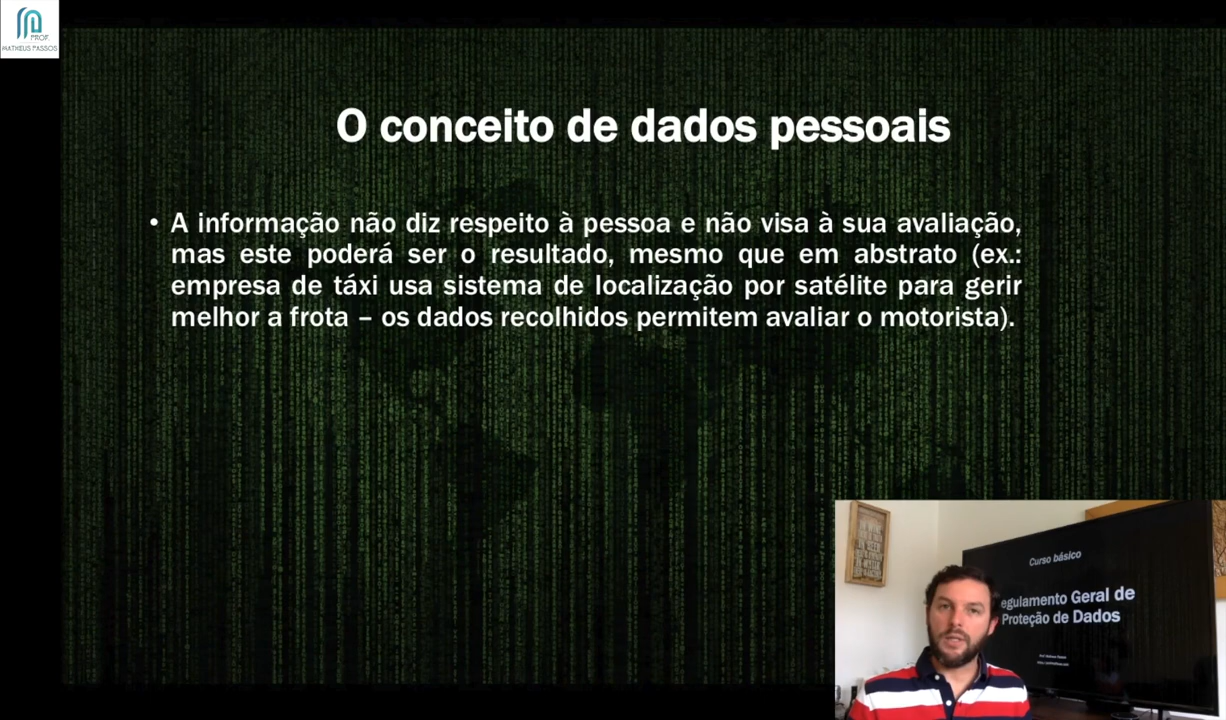 PROF.
MATHEUS PASSOS
O conceito de dados pessoais
• A informação não diz respeito à pessoa e não visa à sua avaliação,
mas este poderá ser o resultado, mesmo que em abstrato (ex.:
empresa de táxi usa sistema de localização por satélite para gerir
melhor a frota – os dados recolhidos permitem avaliar o motorista).
Curso básico
egulamento Geral de
Proteção de Dados